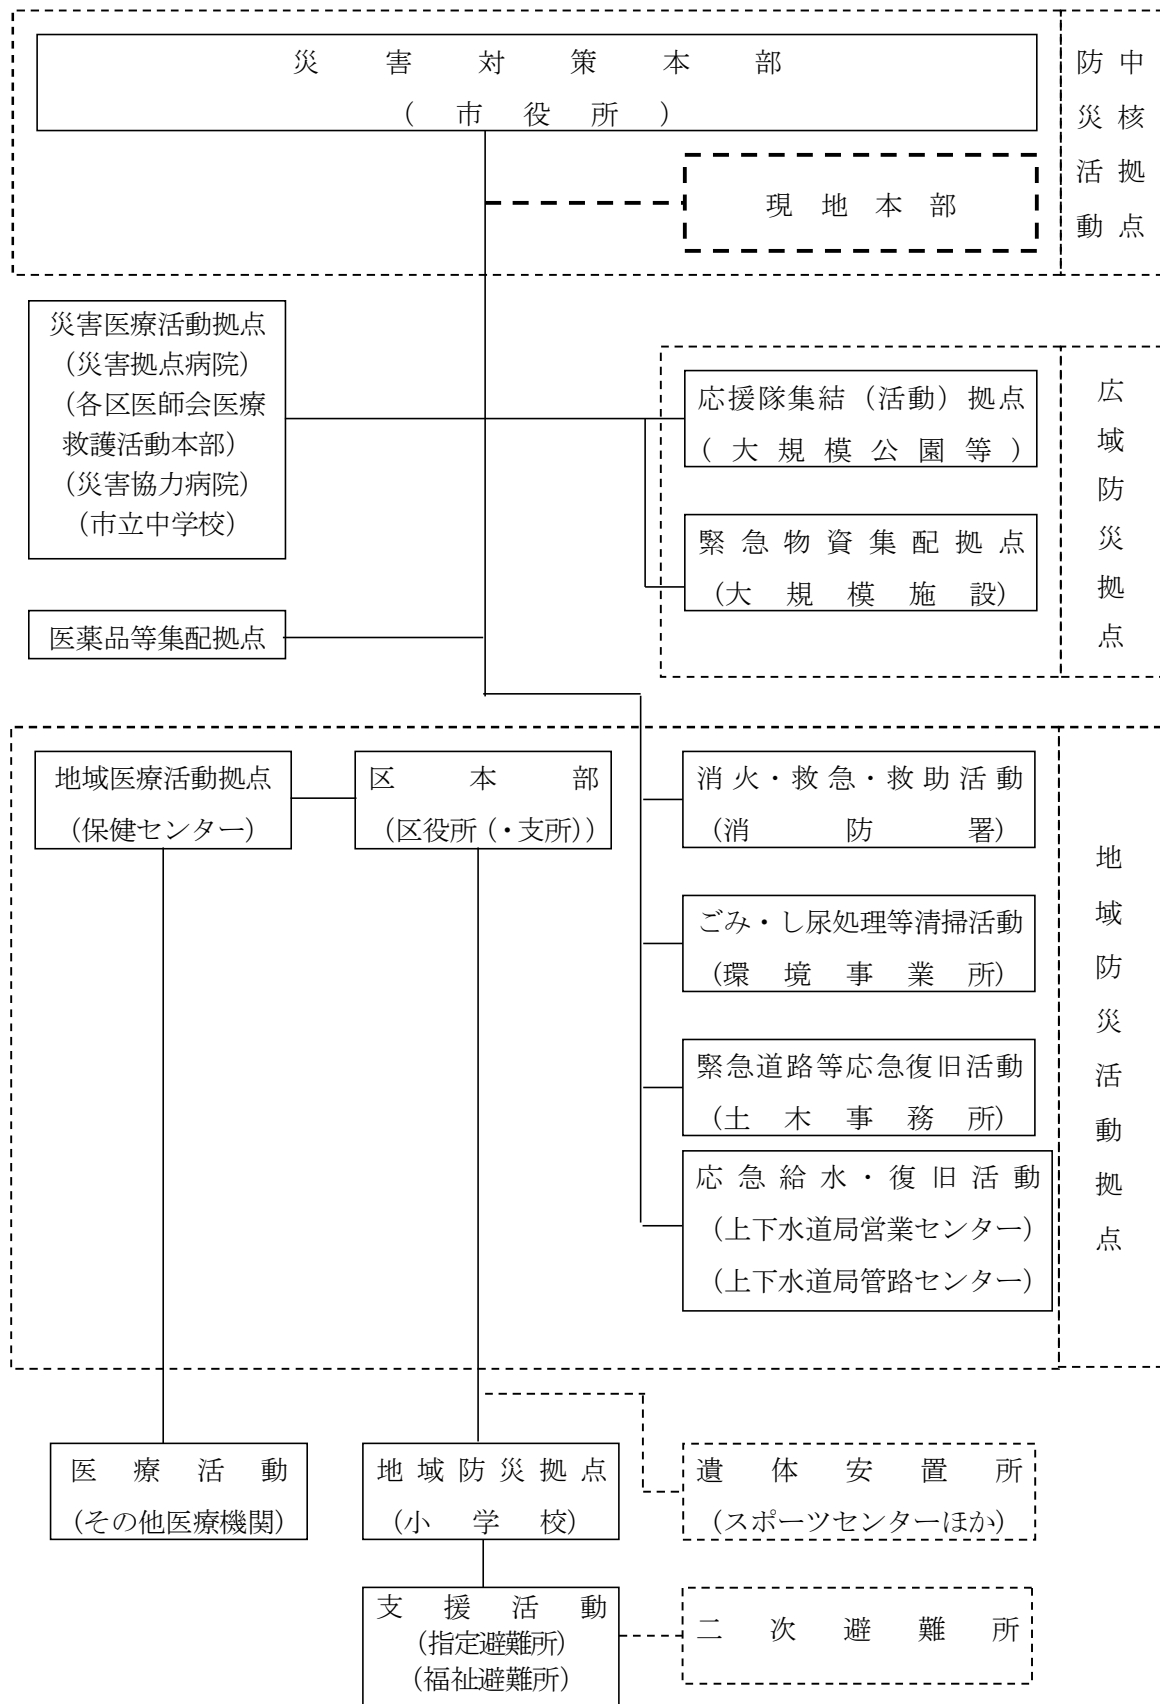 災害対策本部
（市役所）
中核拠点
防災活動
現地本部
災害医療活動拠点
（災害拠点病院）
（各区医師会医療
救護活動本部）
（災害協力病院）
（市立中学校）
応援隊集結（活動）拠点
（大規模公園等）
緊急物資集配拠点
（大規模施設）
広域防災拠点
医薬品等集配拠点
地域医療活動拠点
（保健センター）
区本部
（区役所（・支所））
消火・救急・救助活動
（消防署）
ごみ・し尿処理等清掃活動
（環境事業所）
緊急道路等応急復旧活動
（土木事務所）
応急給水・復旧活動
（上下水道局営業センター）
（上下水道局管路センター）
地域防災活動拠点
医療活動
（その他医療機関）
地域防災拠点
（小学校）
遺体安置所
（スポーツセンターほか）
支援活動
（指定避難所）
（福祉避難所）
二次避難所